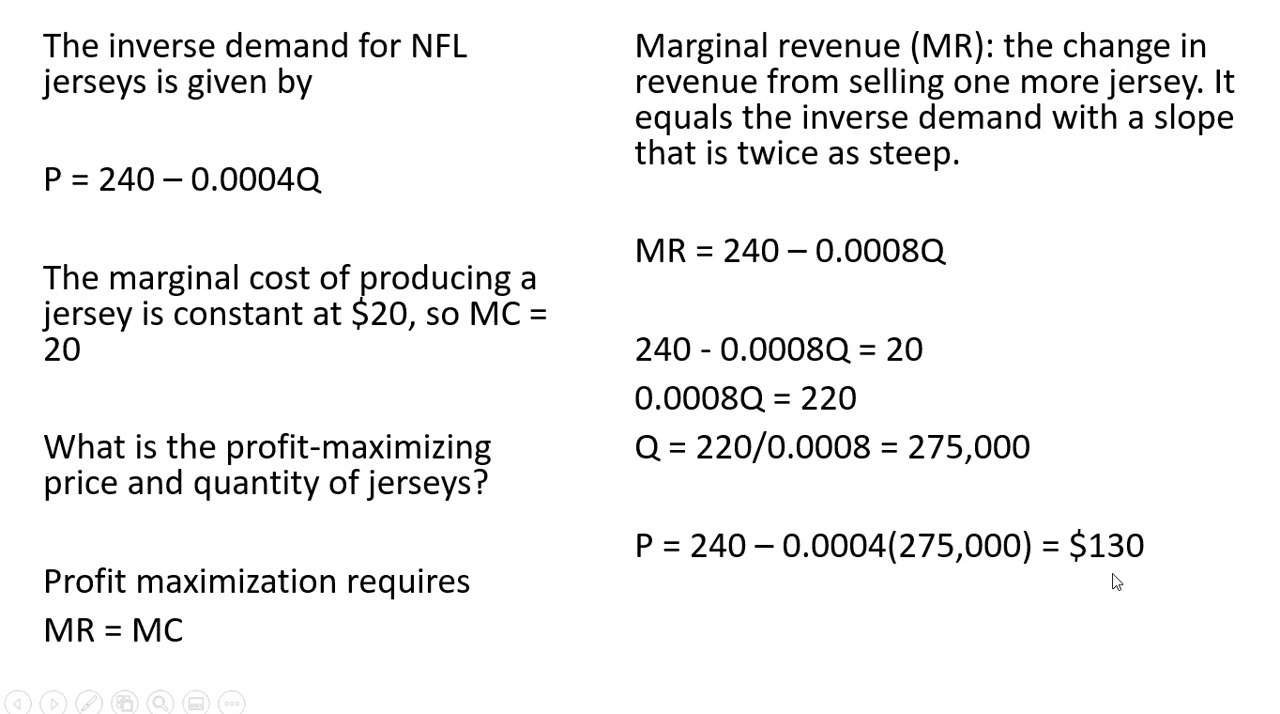 The inverse demand for NFL
jerseys is given by
P = 240 – 0.0004Q
The marginal cost of producing a
jersey is constant at $20, so MC =
20
What is the profit-maximizing
price and quantity of jerseys?
Profit maximization requires
MR = MC
Marginal revenue (MR): the change in
revenue from selling one more jersey. It
equals the inverse demand with a slope
that is twice as steep.
MR = 240 – 0.0008Q
240 - 0.0008Q = 20
0.0008Q = 220
Q = 220/0.0008 = 275,000
P = 240 – 0.0004(275,000) = $130